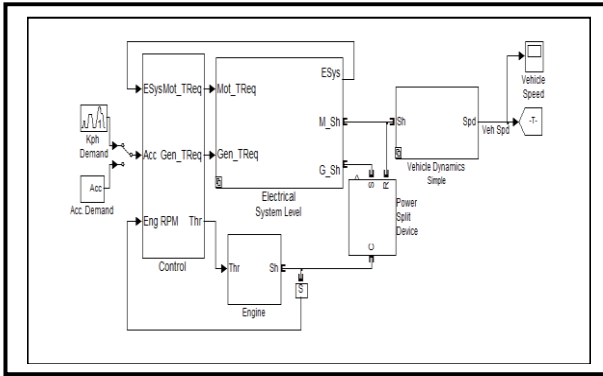 ESys
Mot_TReq
Mot_TReq
ESys
Kph
Demand
Acc
Gen_TReq
Gen_TReq
M_Sh
G_Sh
Sh
Spd
Veh Spd
-T-
Vehicle
Speed
Vehicle Dynamics
Simple
Electrical
System Level
Acc
Acc. Demand
Eng RPM
Thr
Control
Thr
Sh
Engine
S
S
R
C
Power
Split
Device